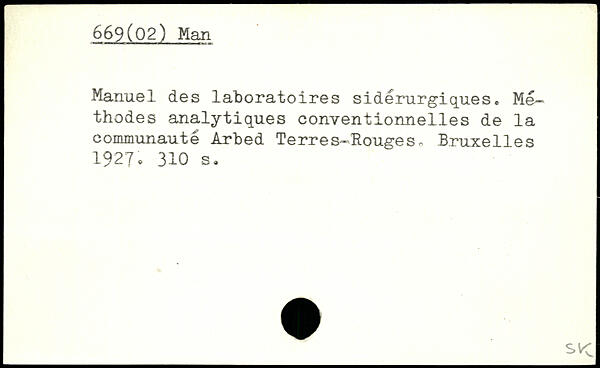 669(02) Man
Manuel des laboratoires sidérurgiques. Mé-
thodes analytiques conventionnelles de la
communauté Arbed Terres-Rouges. Bruxelles
1927. 310 s.
SK